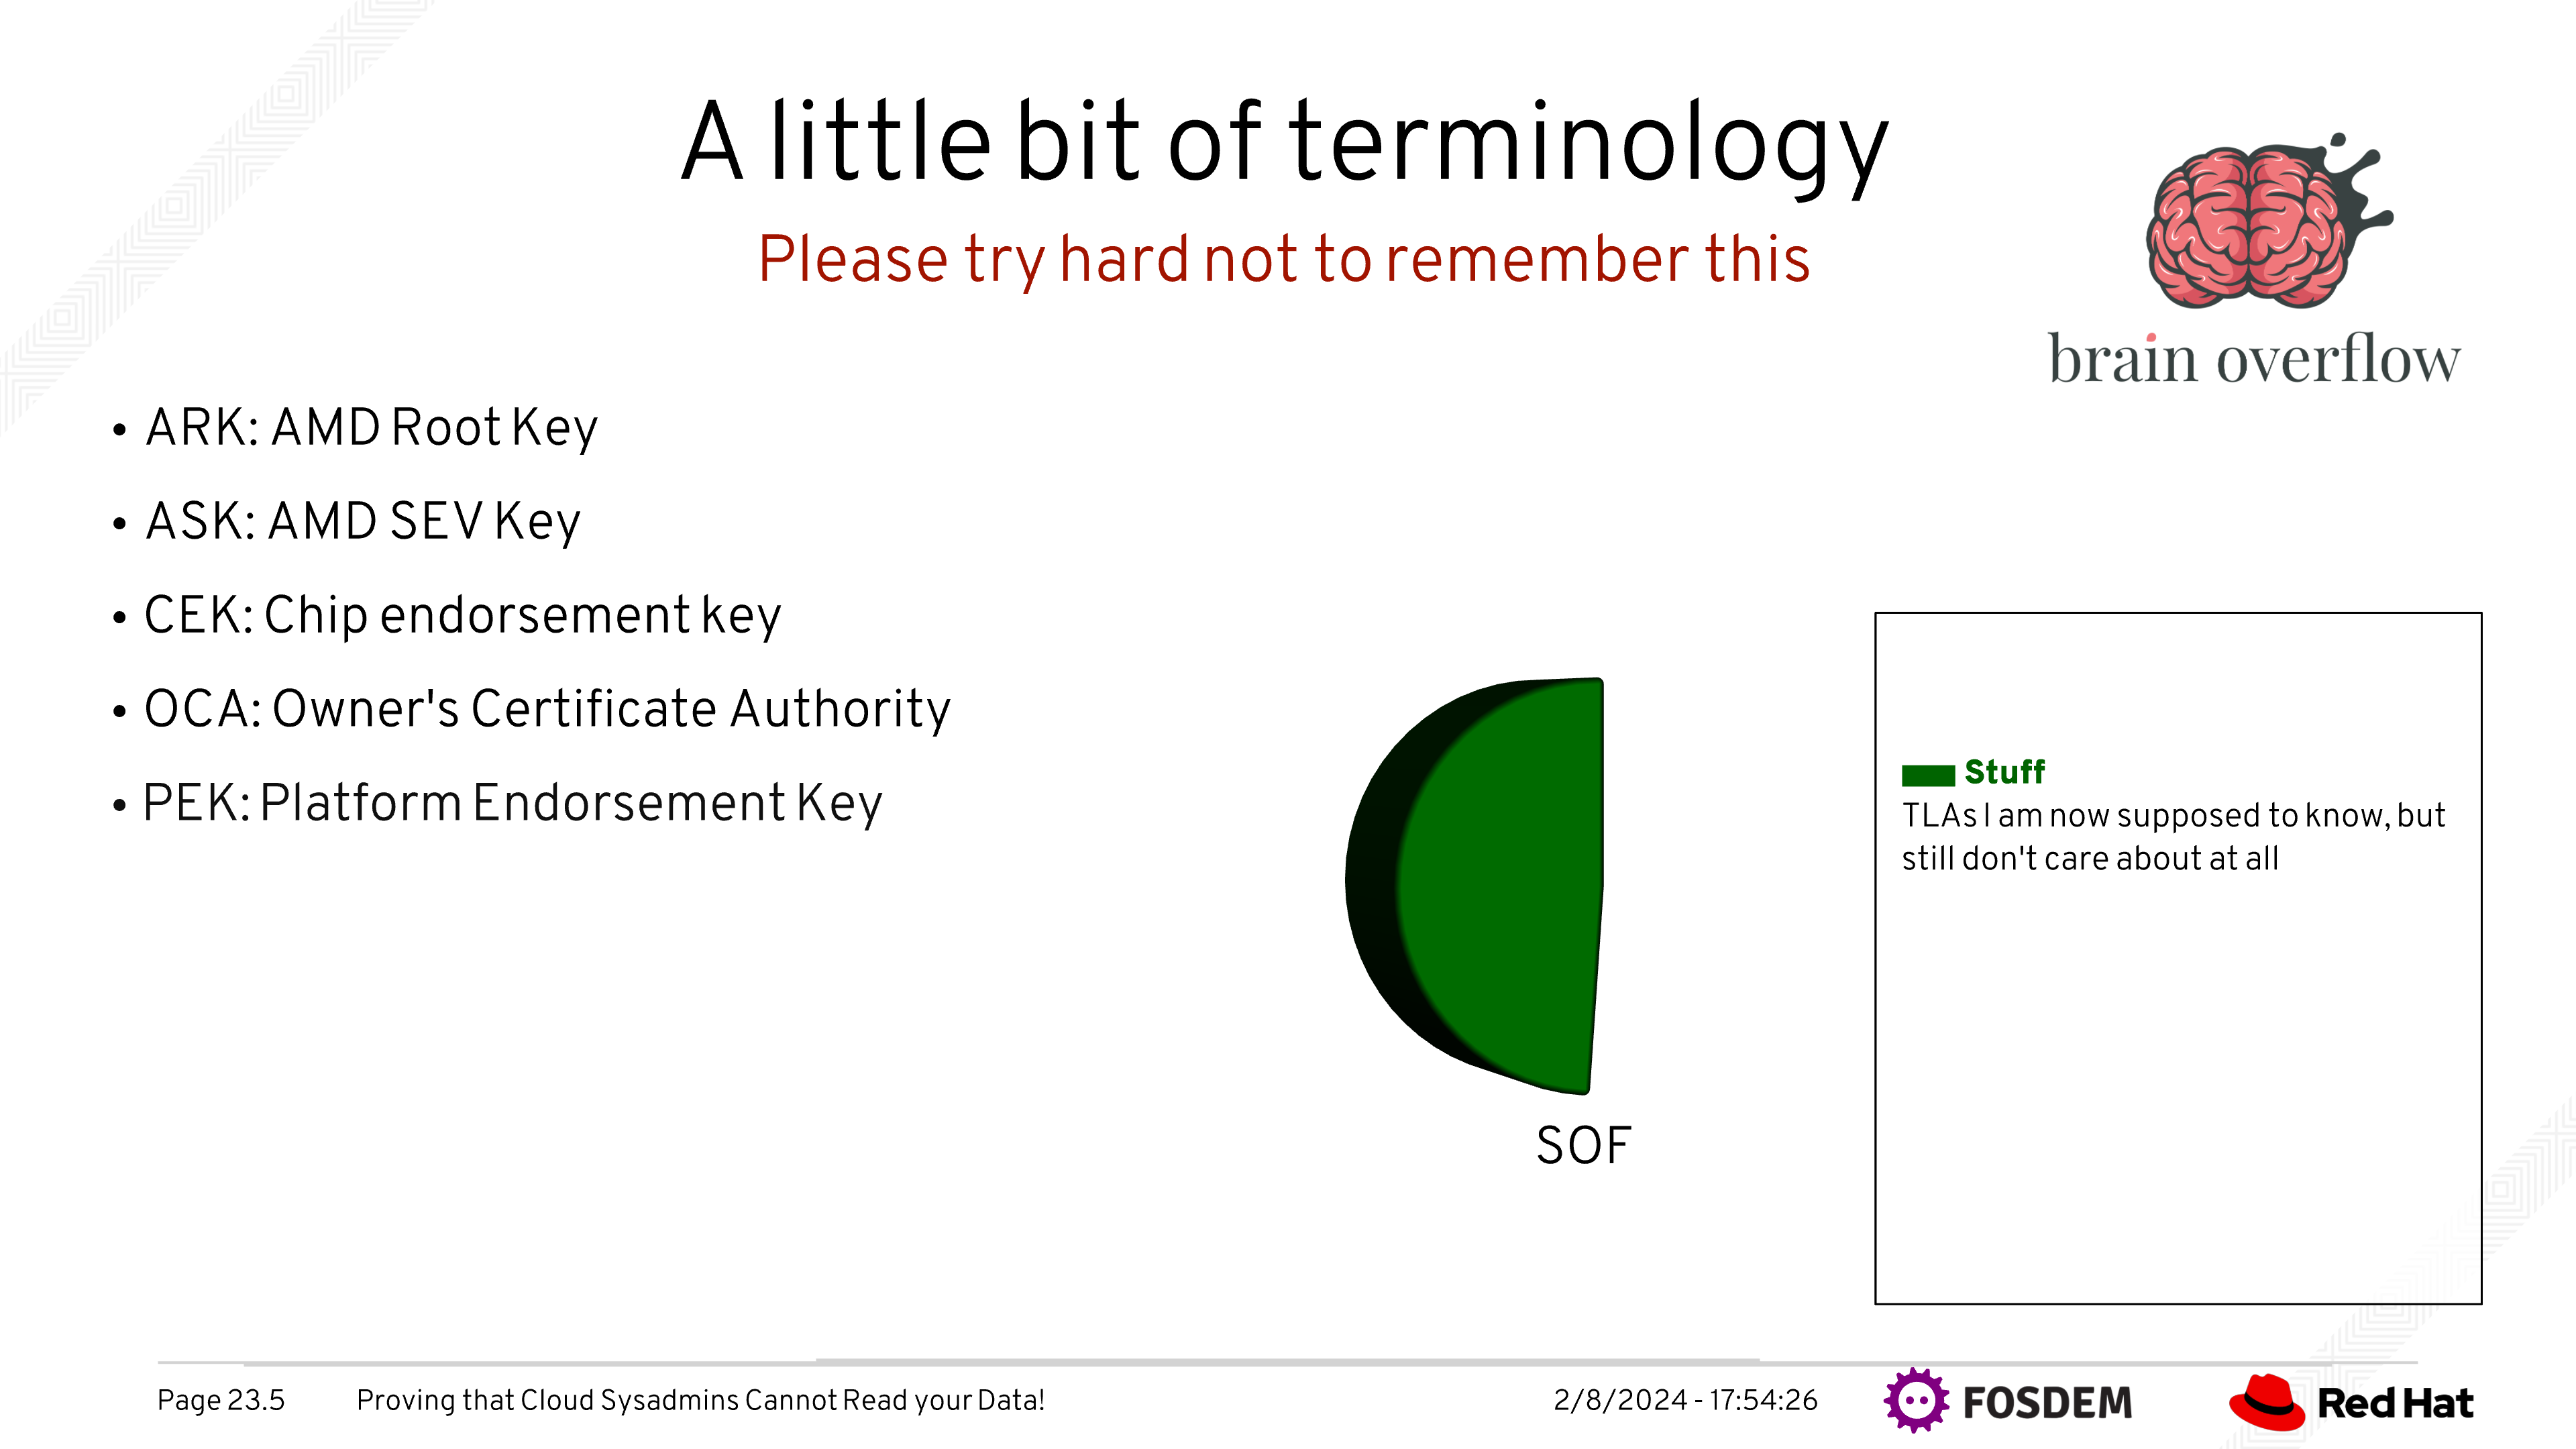 A little bit of terminology
Please try hard not to remember this
brain overflow
• ARK: AMD Root Key
• ASK: AMD SEV Key
• CEK: Chip endorsement key
• OCA: Owner's Certificate Authority
• PEK: Platform Endorsement Key
SOF
Stuff
TLAs I am now supposed to know, but
still don't care about at all
Page 23.5 Proving that Cloud Sysadmins Cannot Read your Data! 2/8/2024 - 17:54:26 FOSDEM Red Hat